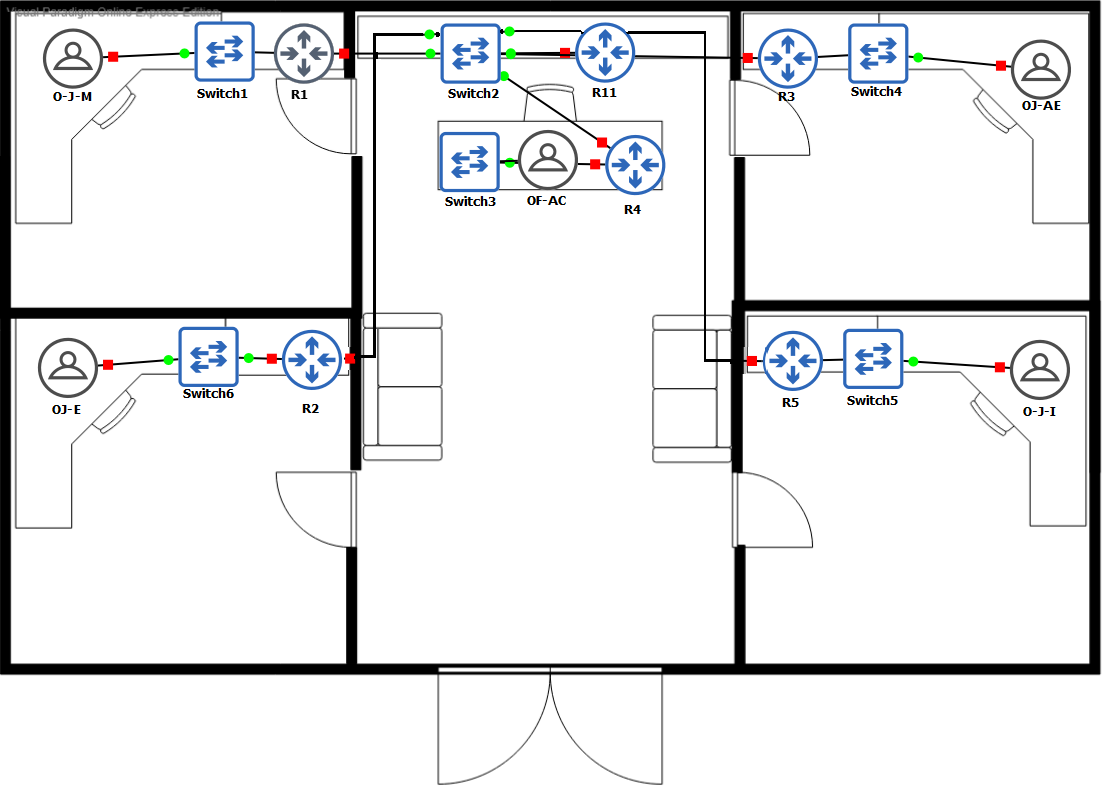 Visual Paradigm Online Express Edition
O-J-M
Switch1
R1
Switch2
R11
R3
Switch4
OJ-AE
Switch3
OF-AC
R4
OJ-E
Switch6
R2
R5
Switch5
O-J-I